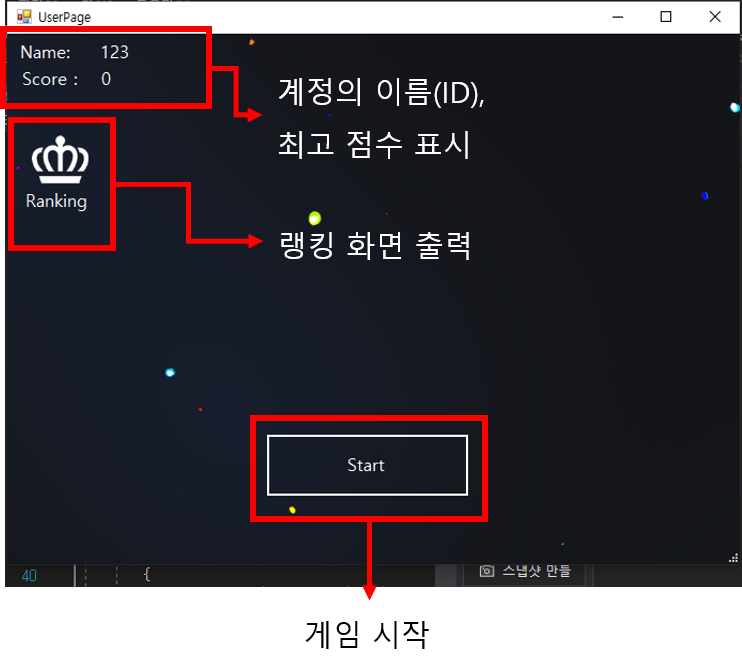 UserPage
Name: 123
Score : 0
계정의 이름(ID),
최고 점수 표시
Ranking
랭킹 화면 출력
Start
40 {
스냅샷 만들
게임 시작